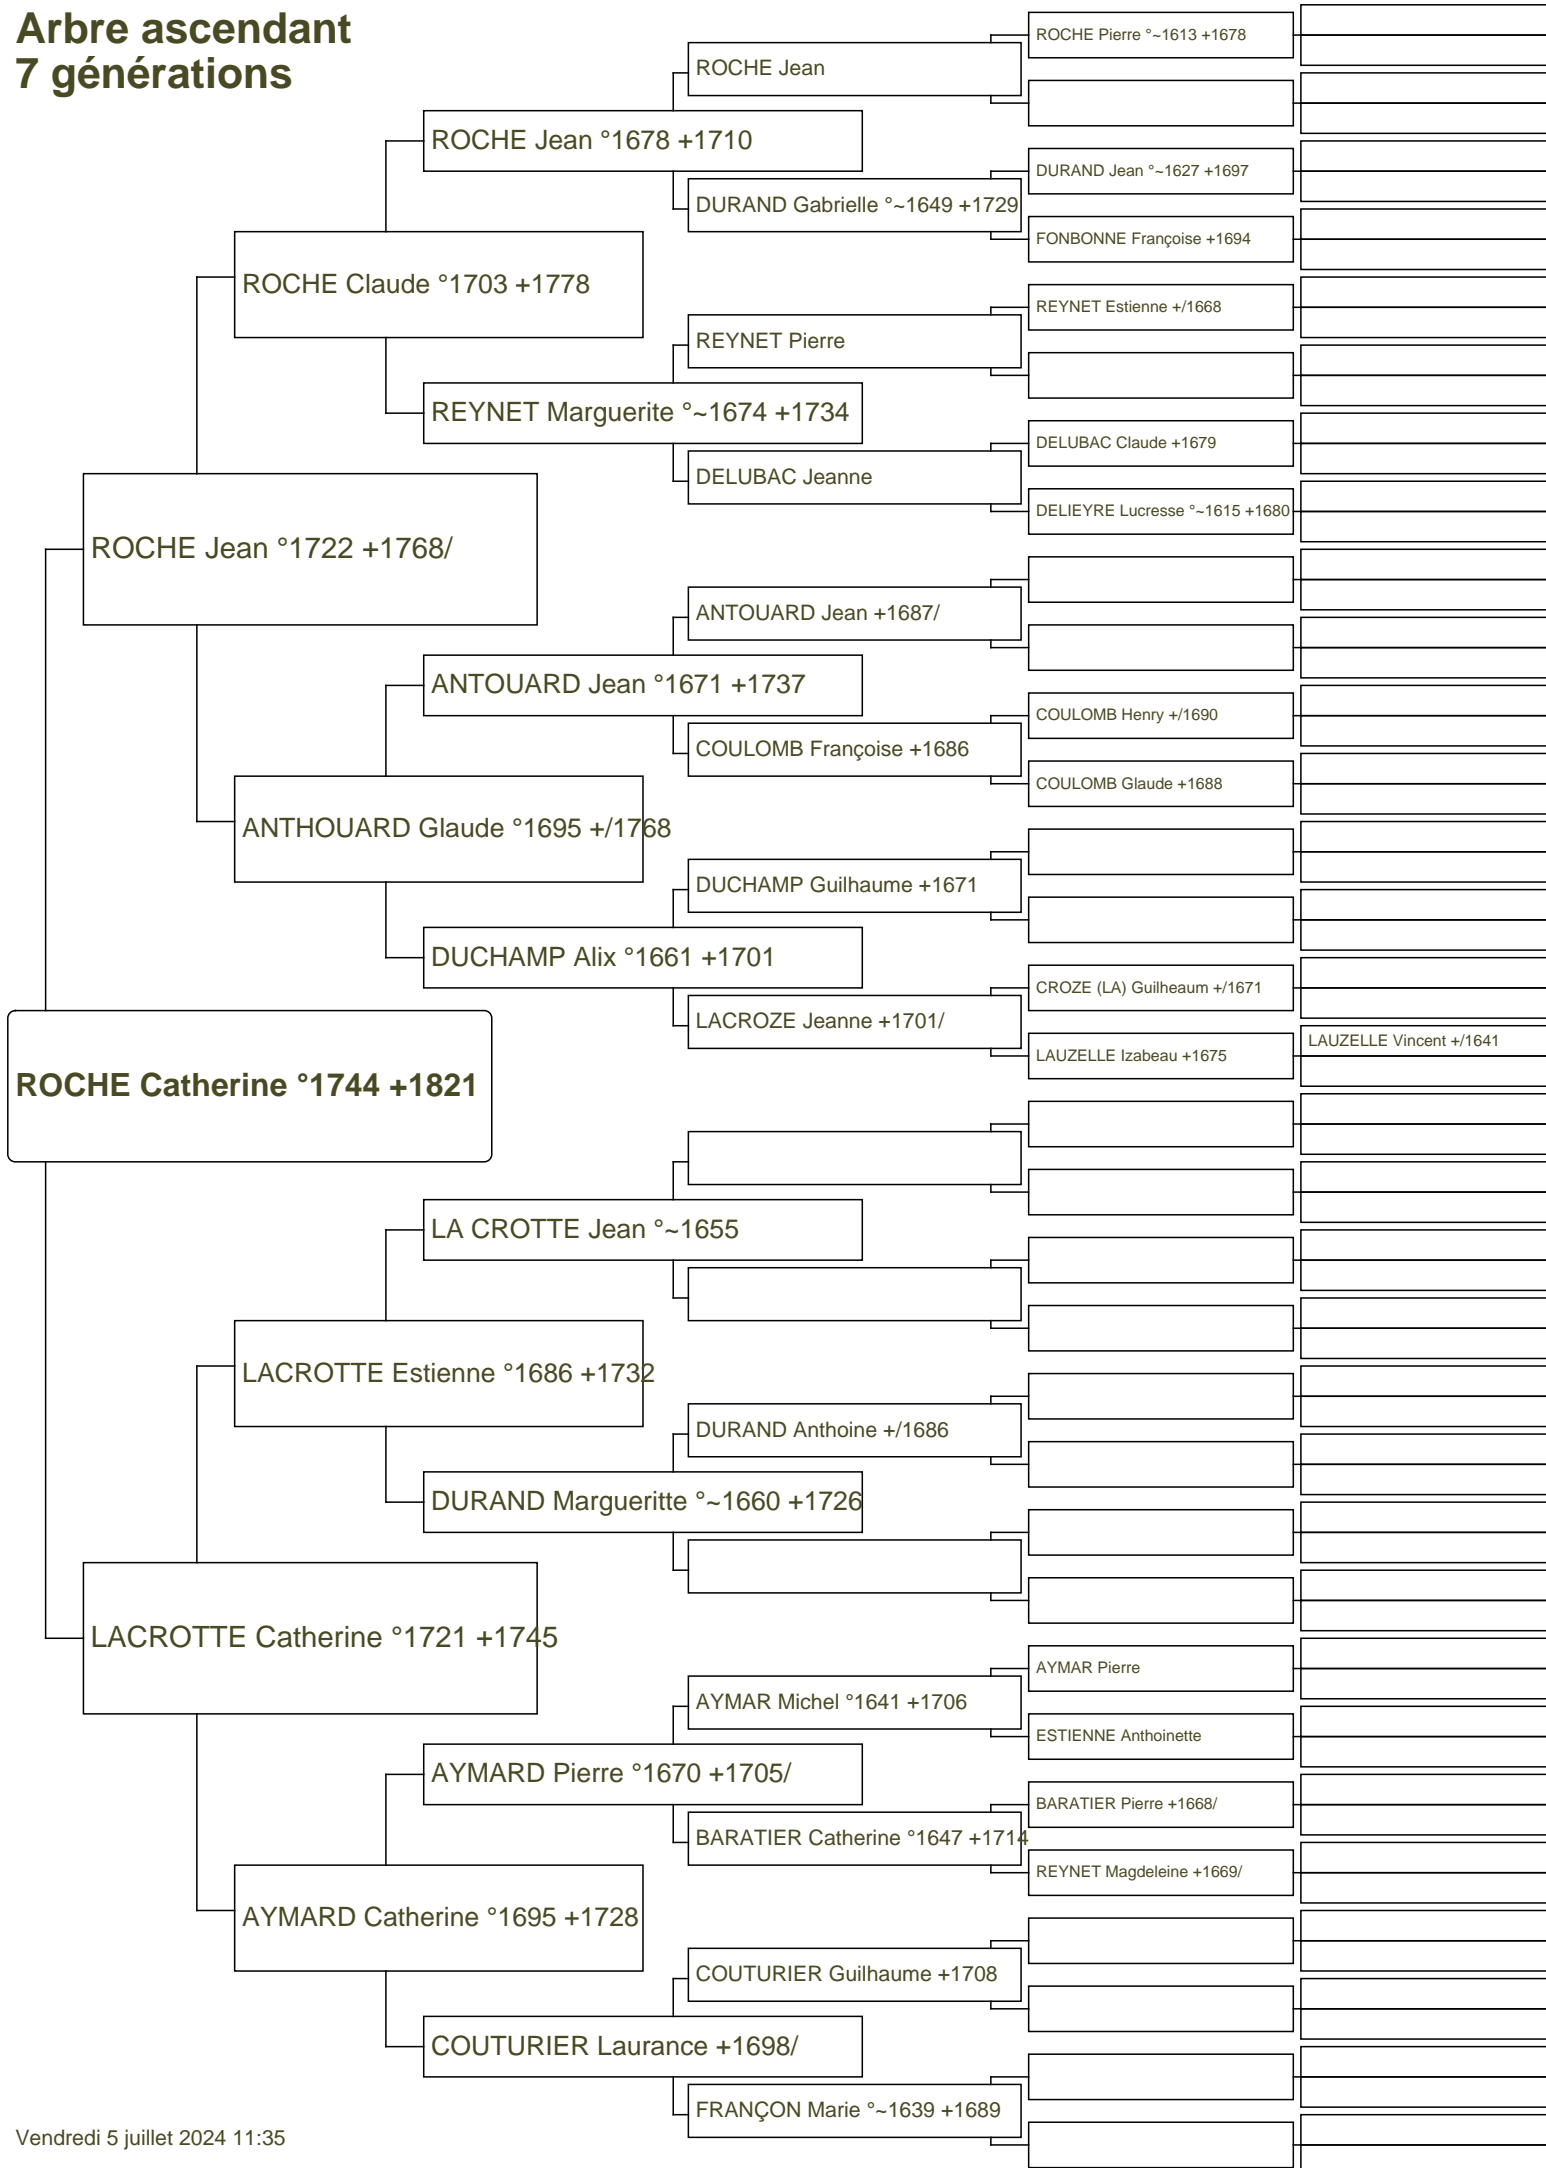 Arbre ascendant
7 générations
ROCHE Pierre °~1613 +1678
ROCHE Jean
ROCHE Jean °1678 +1710
DURAND Jean °~1627 +1697
DURAND Gabrielle °~1649 +1729
FONBONNE Françoise +1694
ROCHE Claude °1703 +1778
REYNET Estienne +/1668
REYNET Pierre
REYNET Marguerite °~1674 +1734
DELUBAC Claude +1679
DELUBAC Jeanne
DELIEYRE Lucresse °~1615 +1680
ROCHE Jean °1722 +1768/
ANTOUARD Jean +1687/
ANTOUARD Jean °1671 +1737
COULOMB Henry +/1690
COULOMB Françoise +1686
COULOMB Glaude +1688
ANTHOUARD Glaude °1695 +/1768
DUCHAMP Guilhaume +1671
DUCHAMP Alix °1661 +1701
CROZE (LA) Guilheaum +/1671
LACROZE Jeanne +1701/
LAUZELLE Vincent +/1641
LAUZELLE Izabeau +1675
ROCHE Catherine °1744 +1821
LA CROTTE Jean °~1655
LACROTTE Estienne °1686 +1732
DURAND Anthoine +/1686
DURAND Margueritte °~1660 +1726
LACROTTE Catherine °1721 +1745
AYMAR Pierre
AYMAR Michel °1641 +1706
ESTIENNE Anthoinette
AYMARD Pierre °1670 +1705/
BARATIER Pierre +1668/
BARATIER Catherine °1647 +1714
REYNET Magdeleine +1669/
AYMARD Catherine °1695 +1728
COUTURIER Guilhaume +1708
COUTURIER Laurance +1698/
FRANÇON Marie °~1639 +1689
Vendredi 5 juillet 2024 11:35